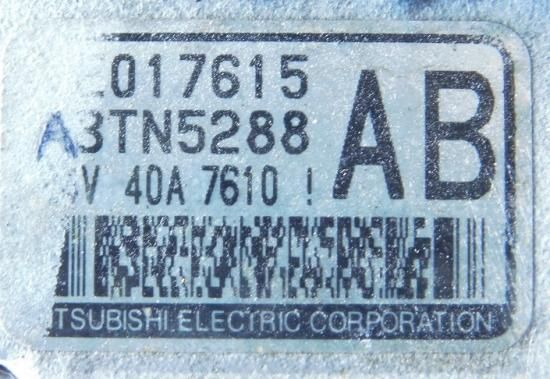 017615
A3TN5288
AB
V 40A 7610 !
TSUBISHI ELECTRIC CORPORATION